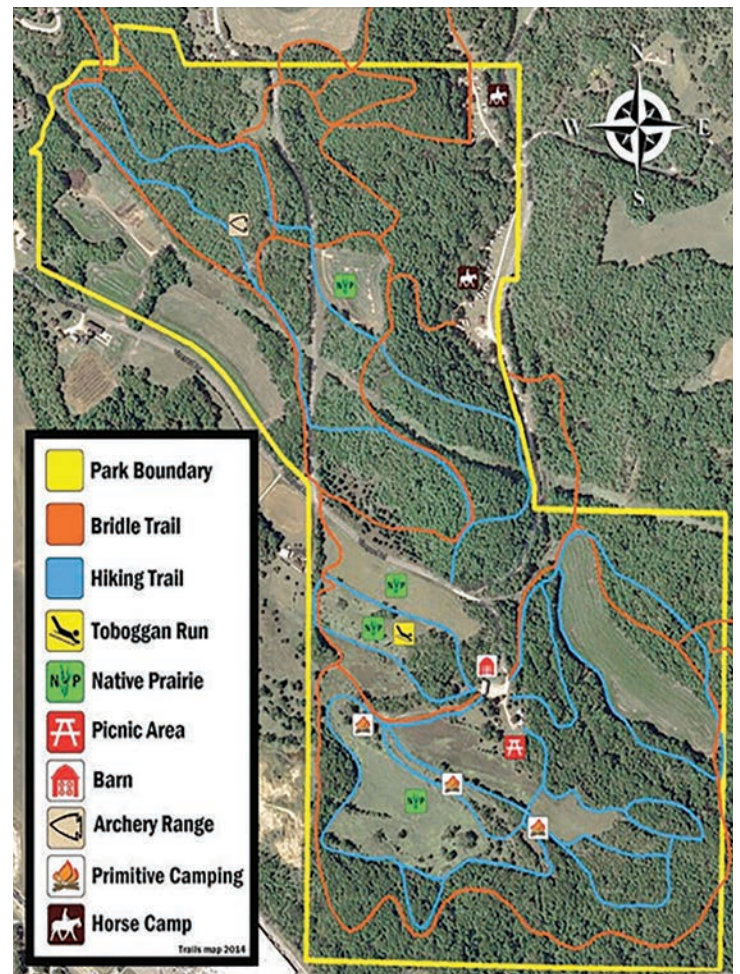 N
W
E
S
N P
N P
N P
N P
Park Boundary
Bridle Trail
Hiking Trail
Toboggan Run
N P
Native Prairie
Picnic Area
Barn
Archery Range
Primitive Camping
Horse Camp
Trails map 2014